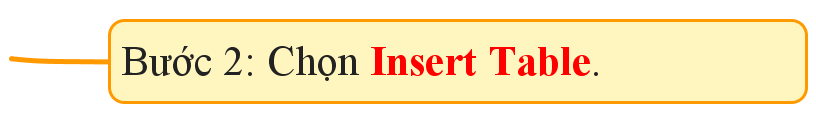 Bước 2: Chọn Insert Table.